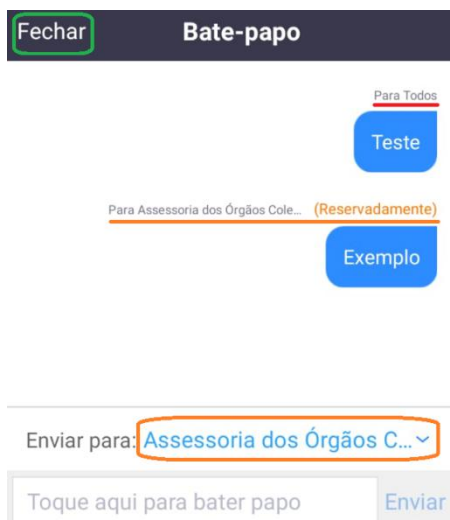 Fechar Bate-papo
Para Todos
Teste
Para Assessoria dos Órgãos Cole... (Reservadamente)
Exemplo
Enviar para: Assessoria dos Órgãos C...
Toque aqui para bater papo Enviar